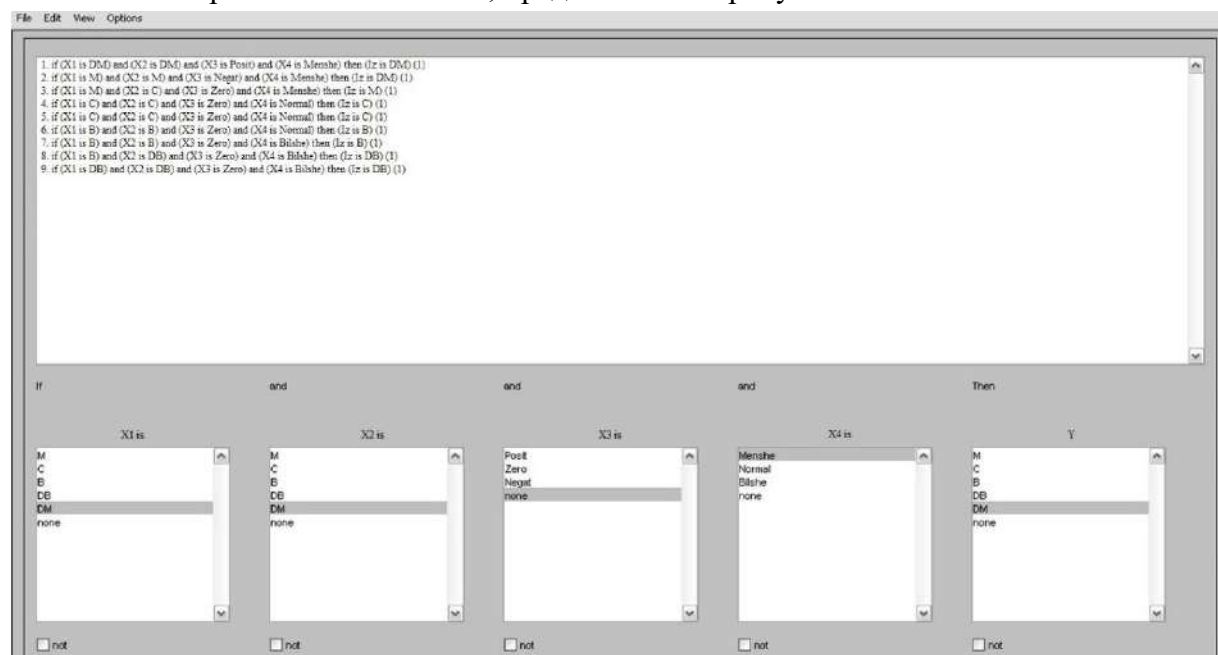 File Edit View Options
1. if (X1 is DM) and (X2 is DM) and (X3 is Posit) and (X4 is Menshe) then (Iz is DM) (1)
2. if (X1 is M) and (X2 is M) and (X3 is Negat) and (X4 is Menshe) then (Iz is DM) (1)
3. if (X1 is M) and (X2 is C) and (X3 is Zero) and (X4 is Menshe) then (Iz is M) (1)
4. if (X1 is C) and (X2 is C) and (X3 is Zero) and (X4 is Normal) then (Iz is C) (1)
5. if (X1 is C) and (X2 is C) and (X3 is Zero) and (X4 is Normal) then (Iz is C) (1)
6. if (X1 is B) and (X2 is B) and (X3 is Zero) and (X4 is Normal) then (Iz is B) (1)
7. if (X1 is B) and (X2 is B) and (X3 is Zero) and (X4 is Bilshe) then (Iz is B) (1)
8. if (X1 is B) and (X2 is DB) and (X3 is Zero) and (X4 is Bilshe) then (Iz is DB) (1)
9. if (X1 is DB) and (X2 is DB) and (X3 is Zero) and (X4 is Bilshe) then (Iz is DB) (1)
If and and and Then
X1 is X2 is X3 is X4 is Y
M M Posit Menshe M
C C Zero Normal C
B B Negat Bilshe B
DB DB none none DB
DM DM DM
none none none
not not not not not